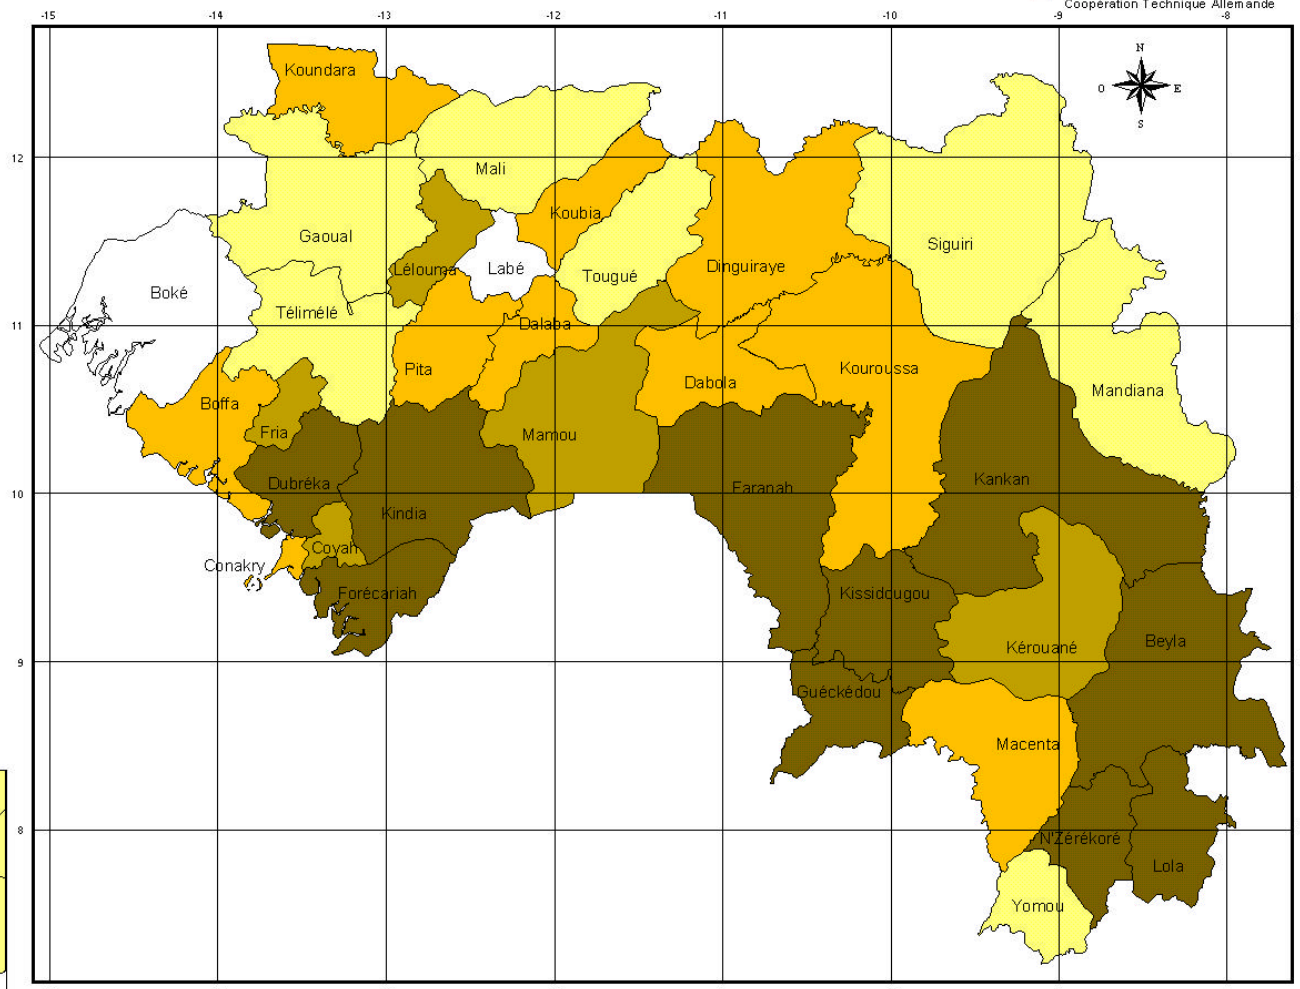 Coopération Technique Allemande
-15 -14 -13 -12 -11 -10 -9 -8
N
O E
S
Koundara
12
Mali
Koubia
Gaoual
Siguiri
Lélouma
Labé
Dinguiraye
Tougué
Boké
Télimélé
11
Dalaba
Pita
Kouroussa
Dabola
Mandiana
Boffa
Fria
Mamou
Kankan
Dubréka
Faranah
10
Kindia
Coyah
Conakry
Forécariah
Kissidougou
Kérouané
Beyla
9
Guéckédou
Macenta
8
N'Zérékoré
Lola
Yomou